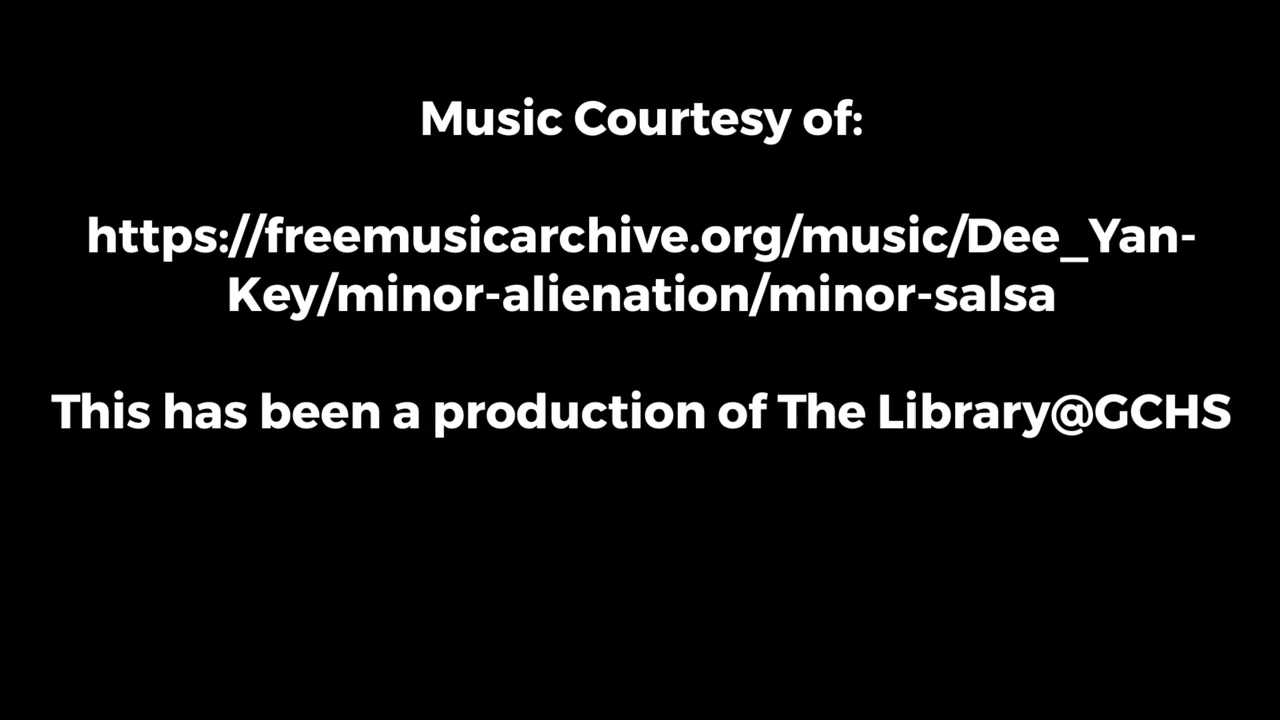 Music Courtesy of:
https://freemusicarchive.org/music/Dee_Yan-
Key/minor-alienation/minor-salsa
This has been a production of The Library@GCHS